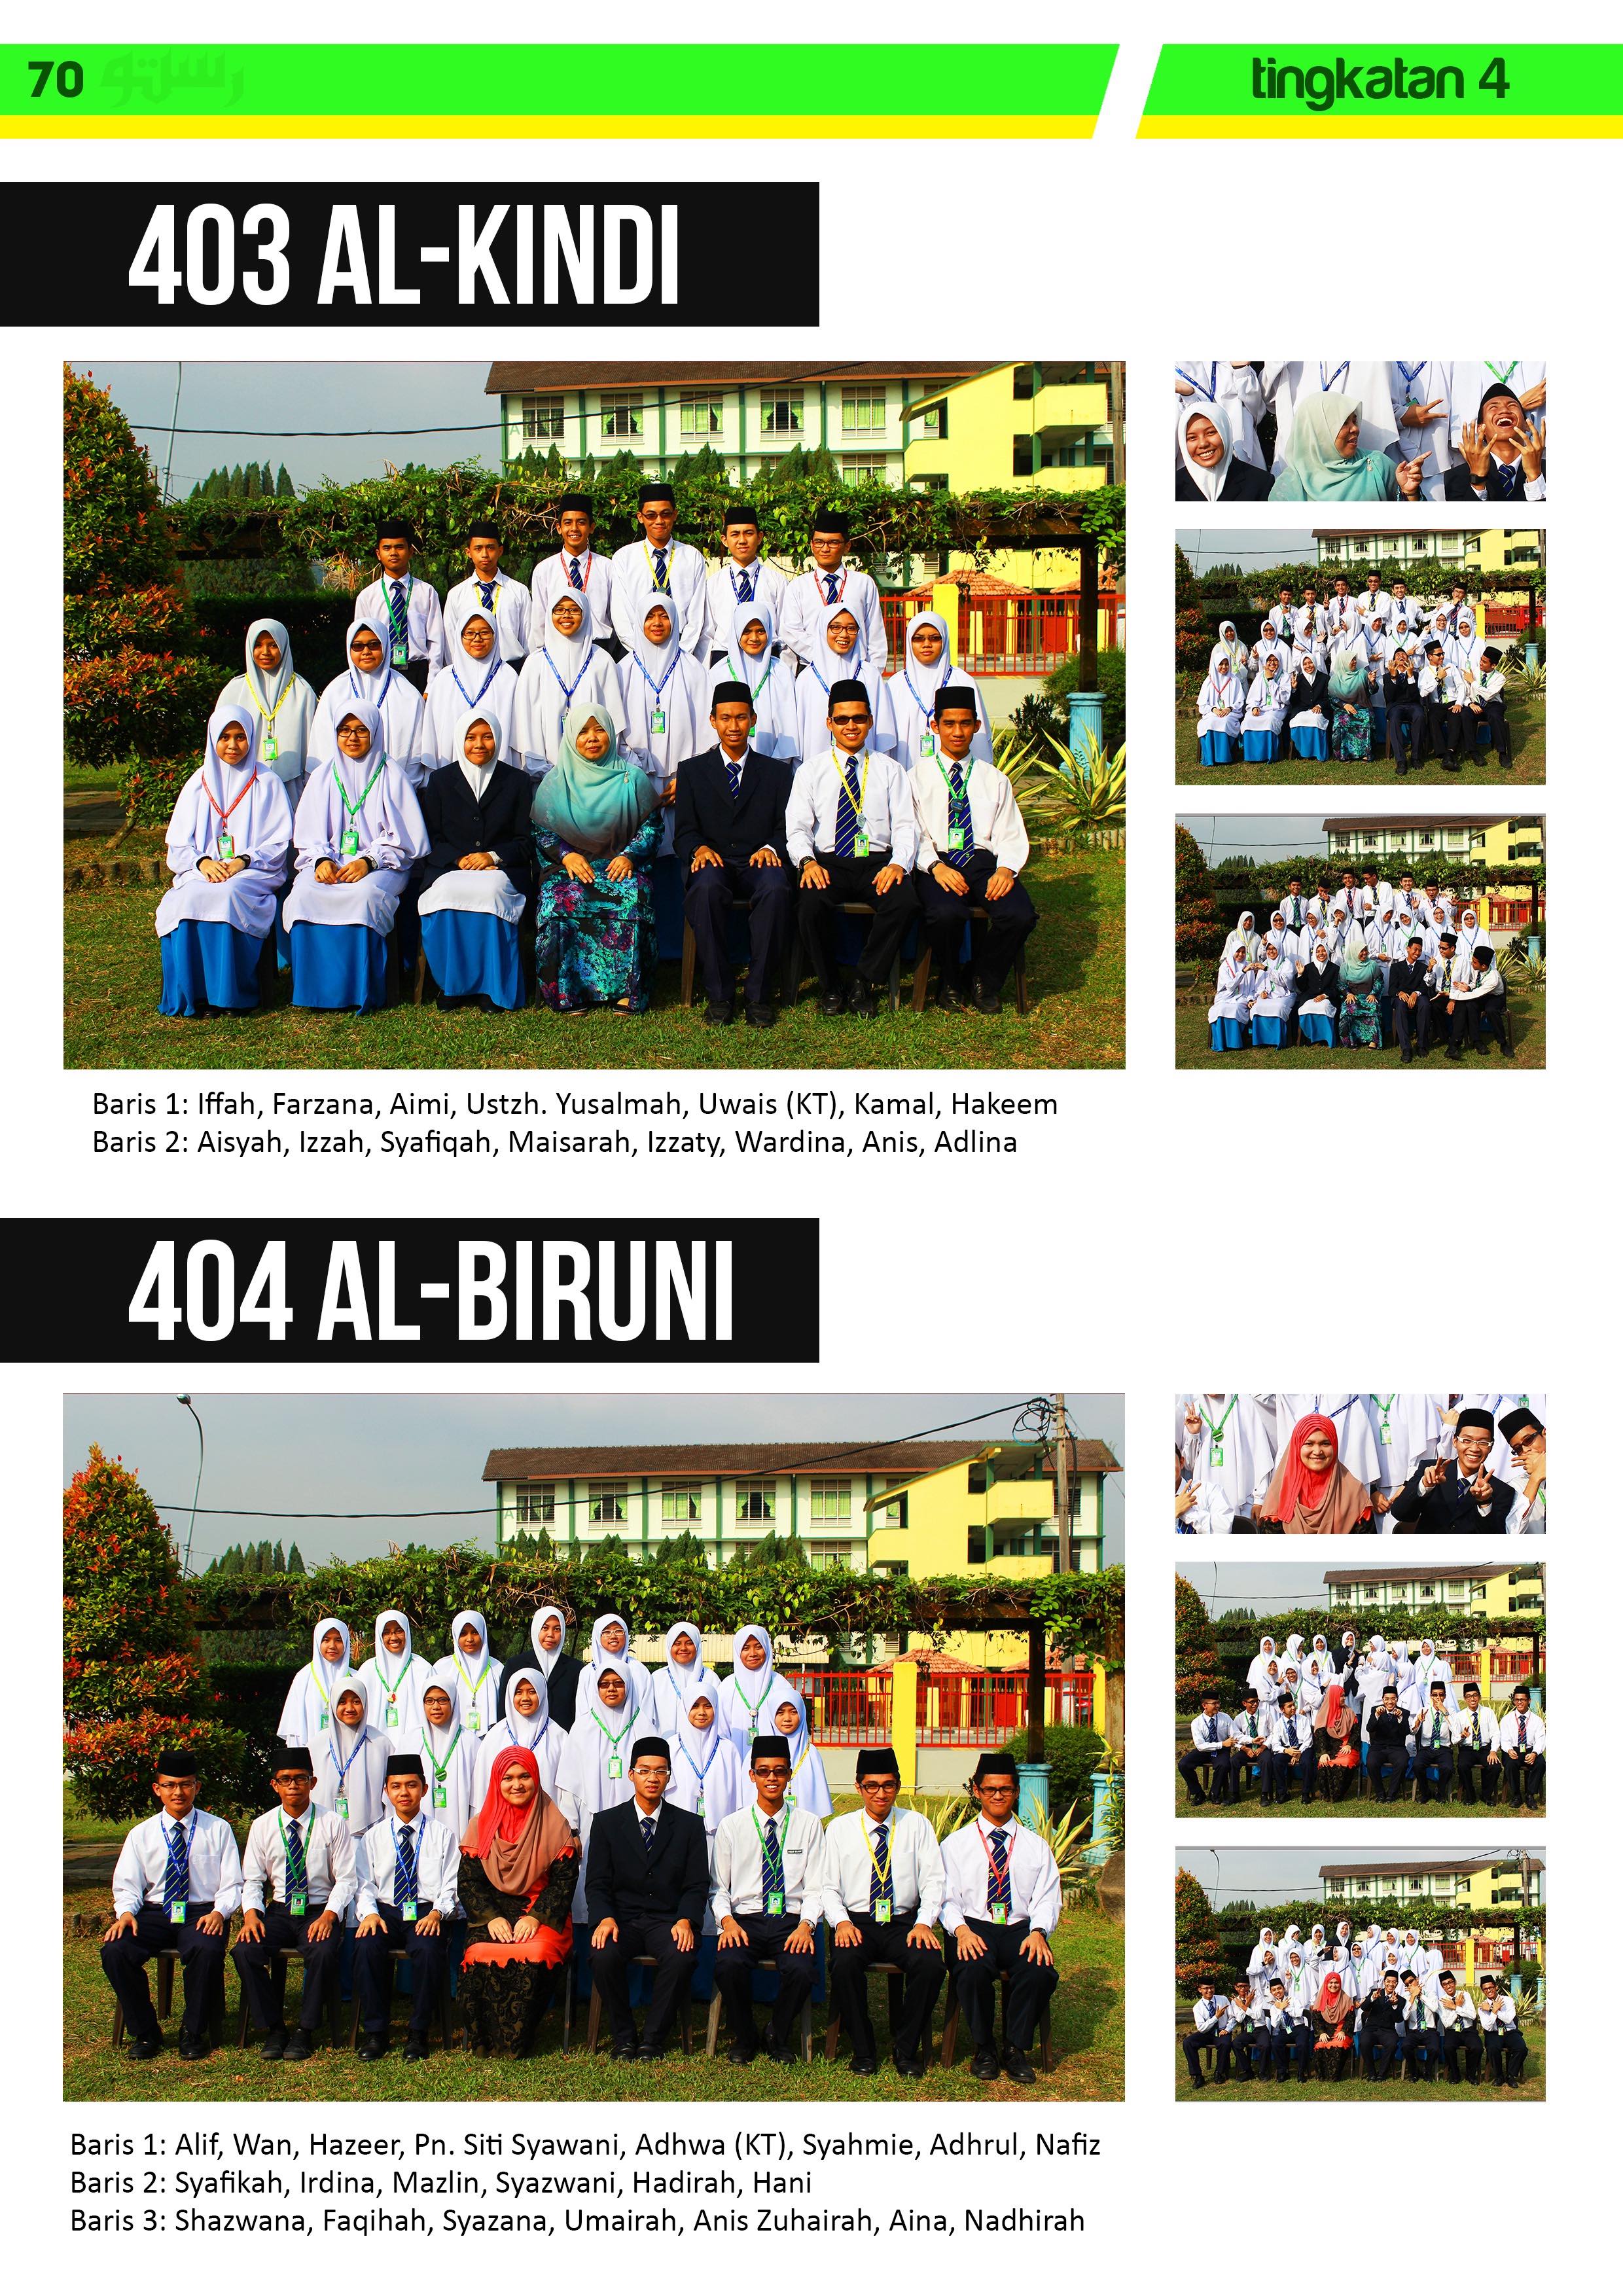 70 رستو
tingkatan 4
403 AL-KINDI
Baris 1: Iffah, Farzana, Aimi, Ustzh. Yusalmah, Uwais (KT), Kamal, Hakeem
Baris 2: Aisyah, Izzah, Syafiqah, Maisarah, Izzaty, Wardina, Anis, Adlina
404 AL-BIRUNI
Baris 1: Alif, Wan, Hazeer, Pn. Siti Syawani, Adhwa (KT), Syahmie, Adhrul, Nafiz
Baris 2: Syafikah, Irdina, Mazlin, Syazwani, Hadirah, Hani
Baris 3: Shazwana, Faqihah, Syazana, Umairah, Anis Zuhairah, Aina, Nadhirah